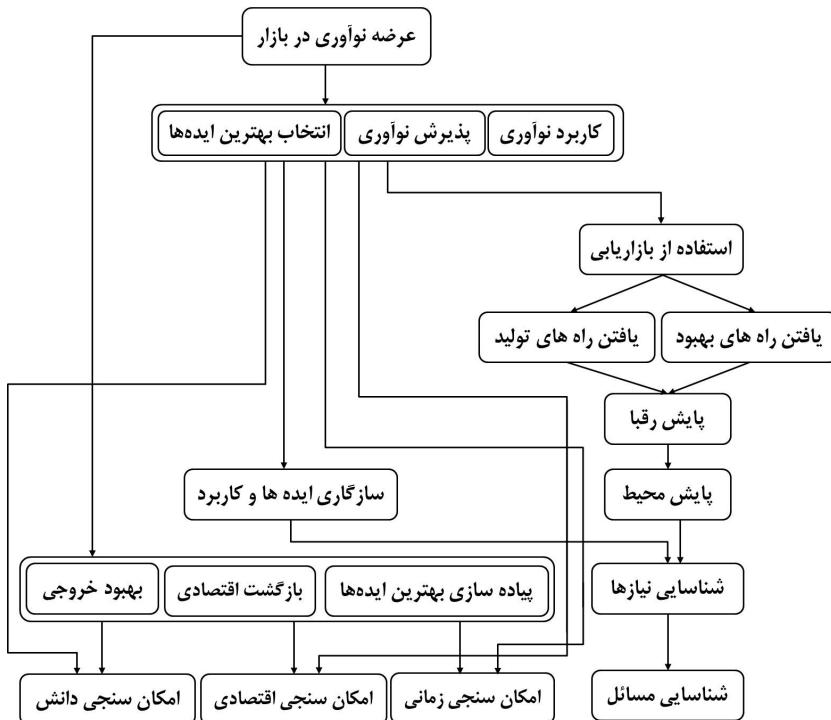 عرضه نوآوری در بازار
کاربرد نوآوری
پذیرش نوآوری
انتخاب بهترین ایده‌ها
استفاده از بازاریابی
یافتن راه های بهبود
یافتن راه های تولید
پایش رقبا
پایش محیط
سازگاری ایده ها و کاربرد
شناسایی نیازها
پیاده سازی بهترین ایده‌ها
بازگشت اقتصادی
بهبود خروجی
شناسایی مسائل
امکان سنجی زمانی
امکان سنجی اقتصادی
امکان سنجی دانش